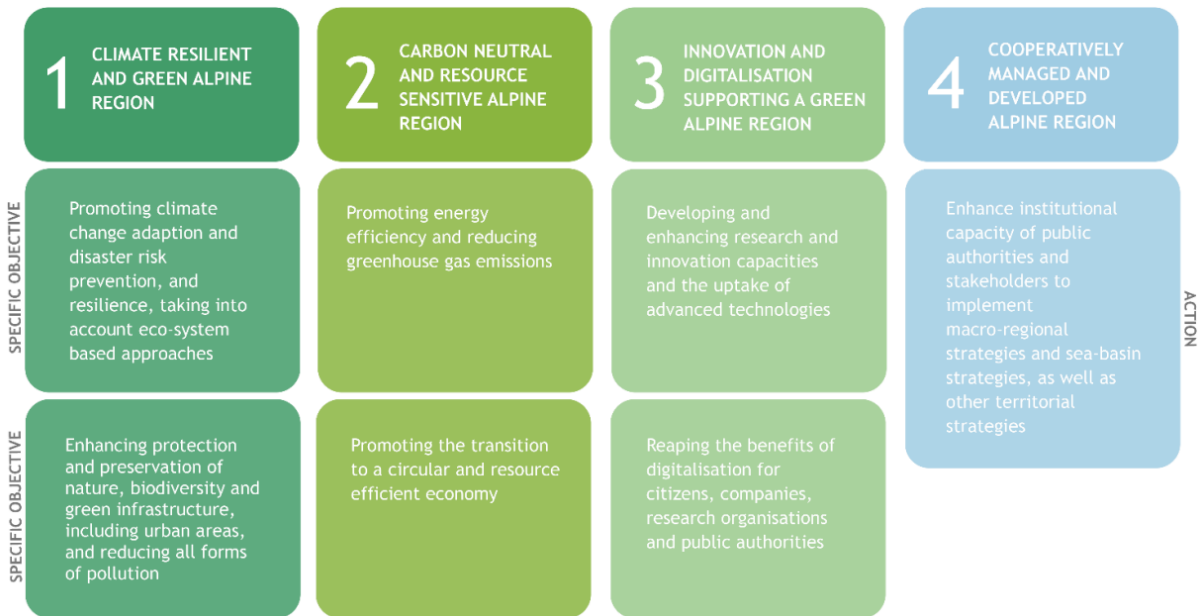 1
CLIMATE RESILIENT
AND GREEN ALPINE
REGION
2
CARBON NEUTRAL
AND RESOURCE
SENSITIVE ALPINE
REGION
3
INNOVATION AND
DIGITALISATION
SUPPORTING A GREEN
ALPINE REGION
4
COOPERATIVELY
MANAGED AND
DEVELOPED
ALPINE REGION
SPECIFIC OBJECTIVE
Promoting climate
change adaption and
disaster risk
prevention, and
resilience, taking into
account eco-system
based approaches
Promoting energy
efficiency and reducing
greenhouse gas emissions
Developing and
enhancing research and
innovation capacities
and the uptake of
advanced technologies
Enhance institutional
capacity of public
authorities and
stakeholders to
implement
macro-regional
strategies and sea-basin
strategies, as well as
other territorial
strategies
ACTION
SPECIFIC OBJECTIVE
Enhancing protection
and preservation of
nature, biodiversity and
green infrastructure,
including urban areas,
and reducing all forms
of pollution
Promoting the transition
to a circular and resource
efficient economy
Reaping the benefits of
digitalisation for
citizens, companies,
research organisations
and public authorities